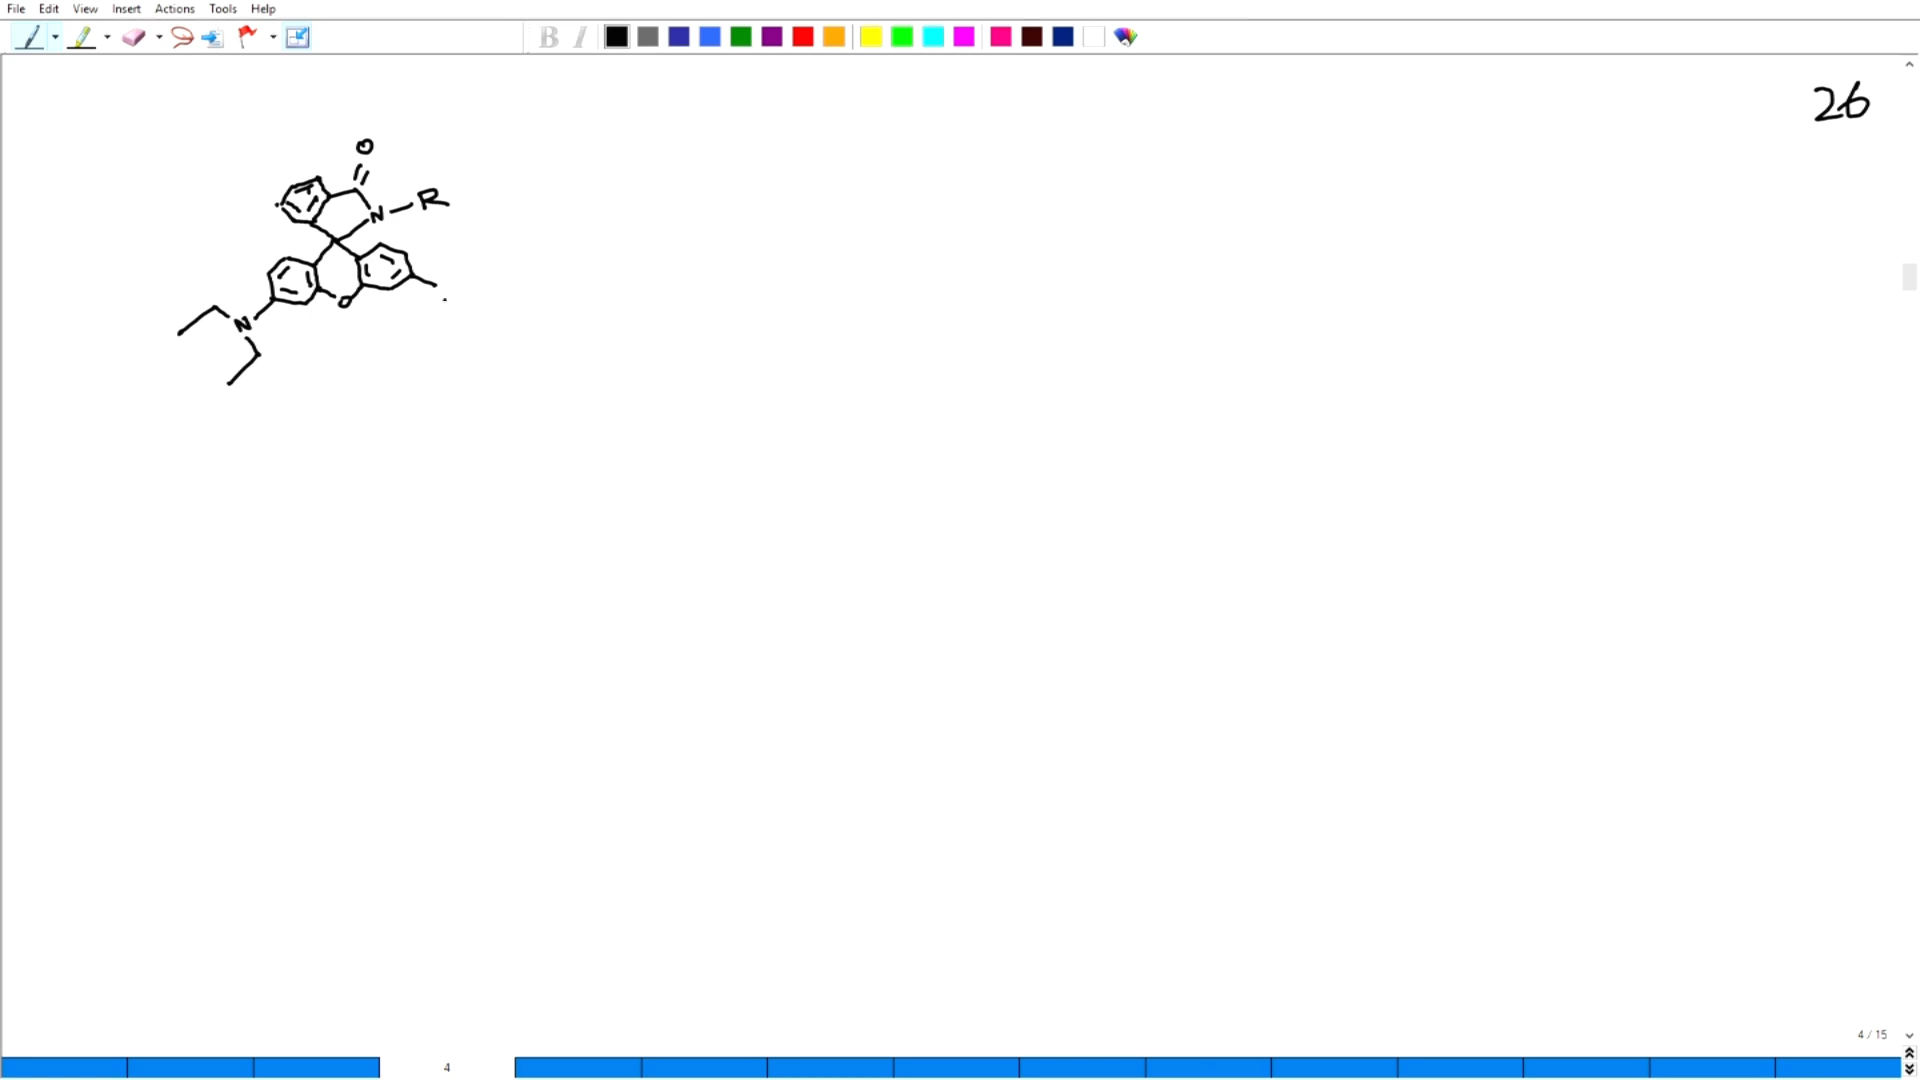 File Edit View Insert Actions Tools Help
B I
26
O
N-R
O
N
4 / 15
4